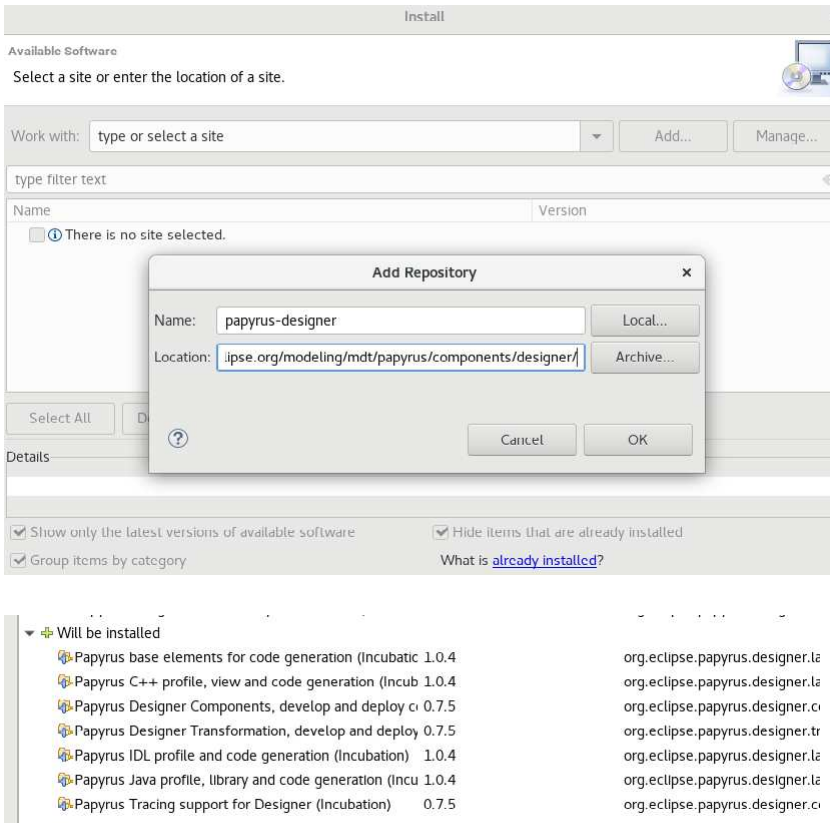 Install
Available Software
Select a site or enter the location of a site.
Work with: type or select a site Add... Manage...
type filter text
Name Version
There is no site selected.
Add Repository ×
Name: papyrus-designer Local...
Location: ipse.org/modeling/mdt/papyrus/components/designer/ Archive...
Select All D
? Cancel OK
Details
Show only the latest versions of available software Hide items that are already installed
Group items by category What is already installed?
Will be installed
Papyrus base elements for code generation (Incubatic 1.0.4 org.eclipse.papyrus.designer.la
Papyrus C++ profile, view and code generation (Incub 1.0.4 org.eclipse.papyrus.designer.la
Papyrus Designer Components, develop and deploy c 0.7.5 org.eclipse.papyrus.designer.c
Papyrus Designer Transformation, develop and deploy 0.7.5 org.eclipse.papyrus.designer.tr
Papyrus IDL profile and code generation (Incubation) 1.0.4 org.eclipse.papyrus.designer.la
Papyrus Java profile, library and code generation (Incu 1.0.4 org.eclipse.papyrus.designer.la
Papyrus Tracing support for Designer (Incubation) 0.7.5 org.eclipse.papyrus.designer.c